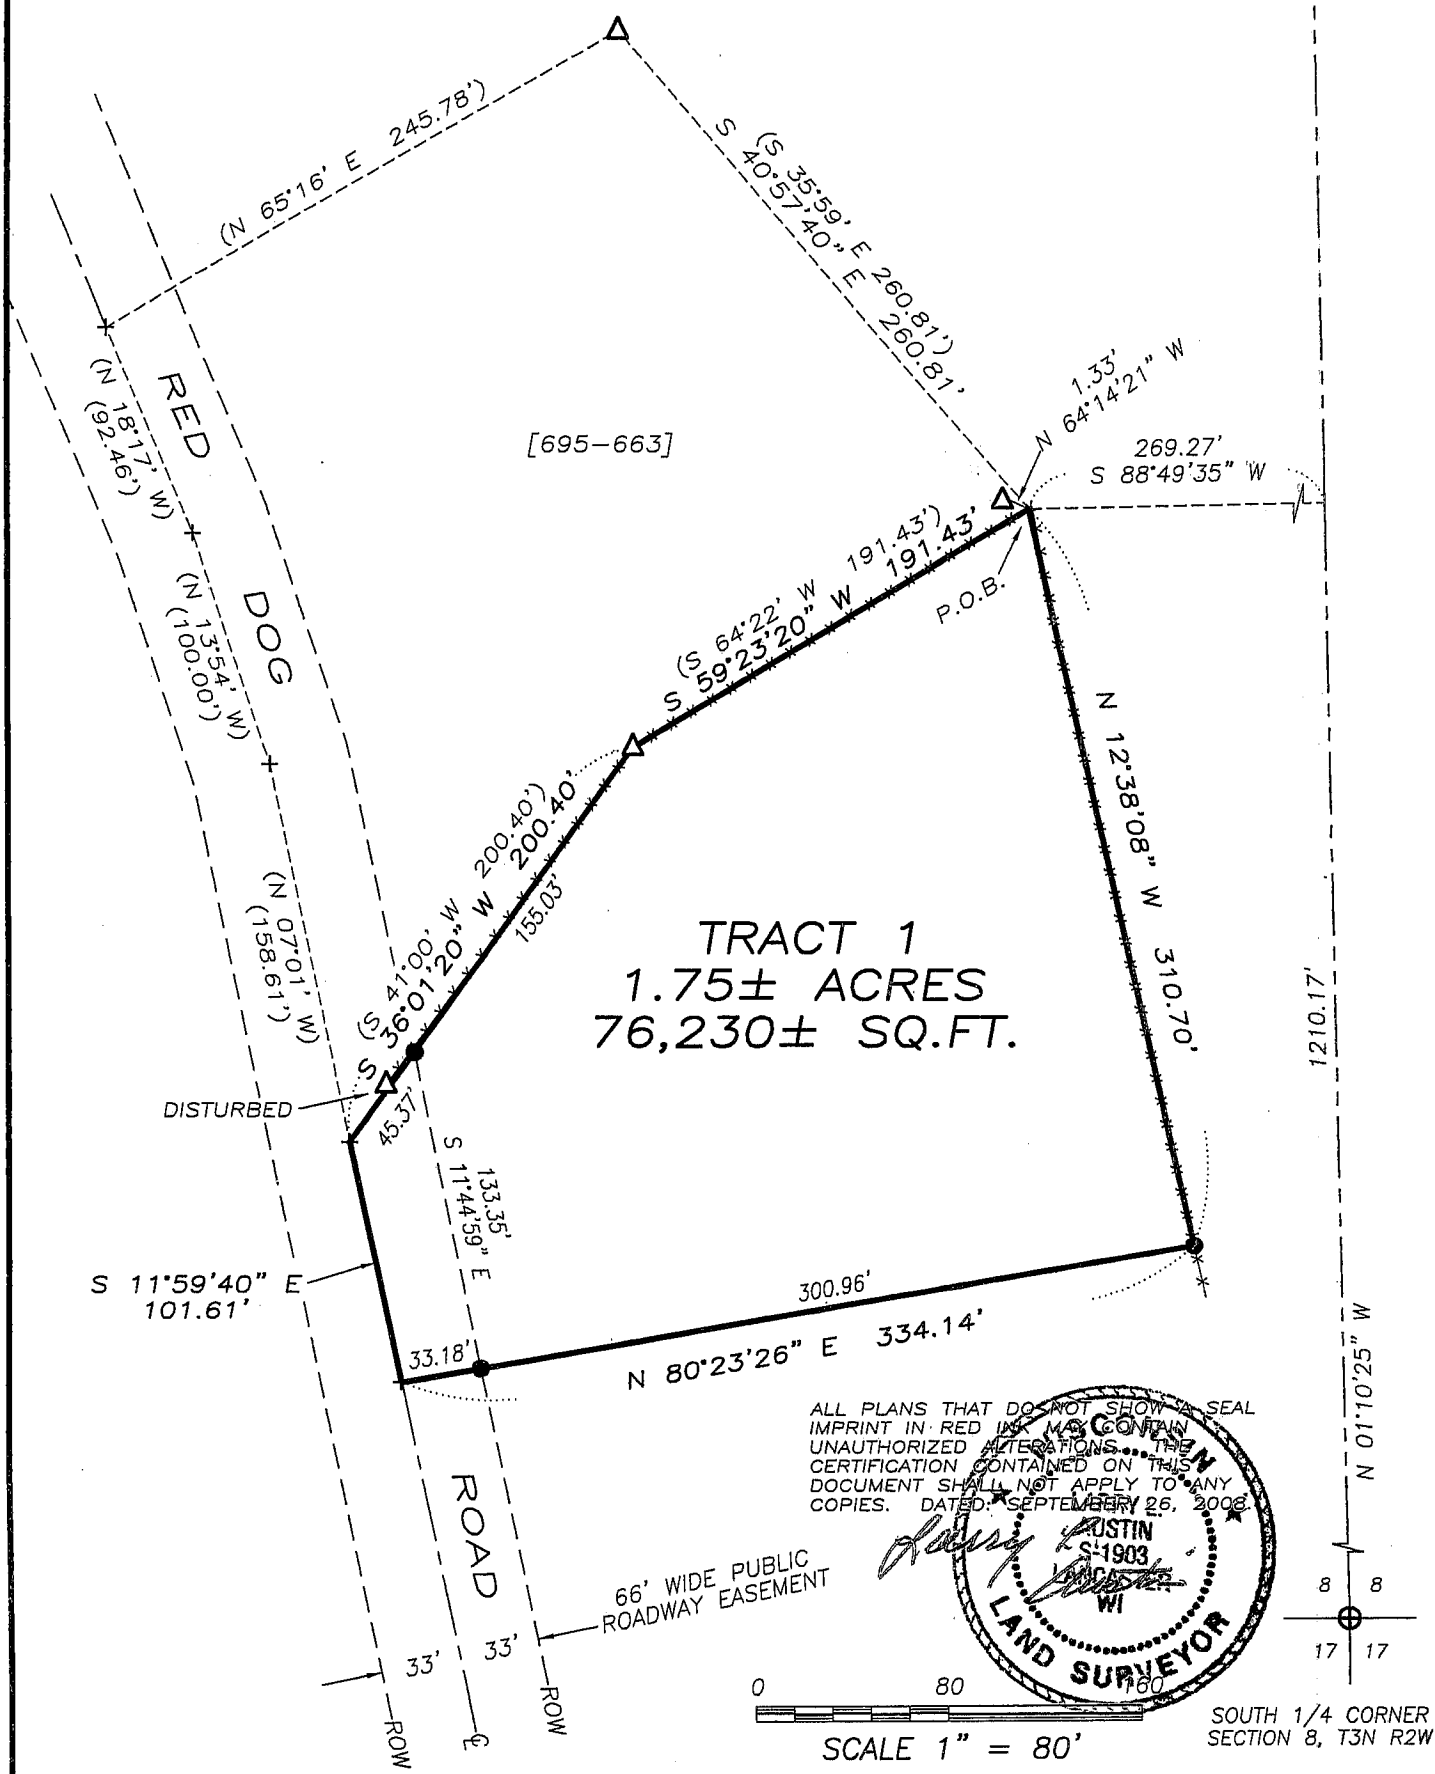 (N 65°16' E 245.78')
(S 35°59' E 260.81')
S 40°57'40" E 260.81'
1.33'
N 64°14'21" W
269.27'
S 88°49'35" W
(N 18°17' W)
(92.46')
RED
[695-663]
(S 64°22' W 191.43')
S 59°23'20" W 191.43'
P.O.B.
(N 13°54' W)
(100.00')
DOG
N 12°38'08" W 310.70'
(S 41°00' W 200.40')
S 36°01'20" W 200.40'
155.03'
(N 07°01' W)
(158.61')
TRACT 1
1.75± ACRES
76,230± SQ.FT.
1210.17'
DISTURBED
45.37'
133.35'
S 11°44'59" E
S 11°59'40" E
101.61'
300.96'
33.18'
N 80°23'26" E 334.14'
N 01°10'25" W
ALL PLANS THAT DO NOT SHOW A SEAL
IMPRINT IN RED INK MAY CONTAIN
UNAUTHORIZED ALTERATIONS. THE
CERTIFICATION CONTAINED ON THIS
DOCUMENT SHALL NOT APPLY TO ANY
COPIES. DATED: SEPTEMBER 26, 2008.
WISCONSIN
AUSTIN
S-1903
WI
LAND SURVEYOR
Larry
Austin
ROAD
66' WIDE PUBLIC
ROADWAY EASEMENT
33' 33'
ROW
℄
ROW
8 8
17 17
0 80 160
SCALE 1" = 80'
SOUTH 1/4 CORNER
SECTION 8, T3N R2W